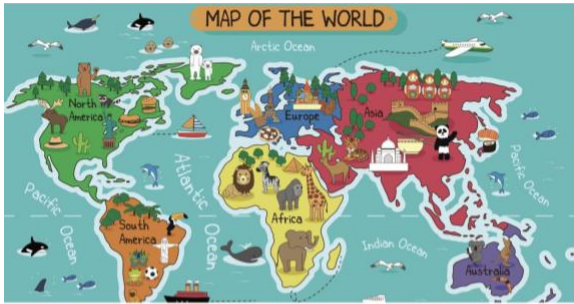 MAP OF THE WORLD
Arctic Ocean
North
America
Europe
Asia
Atlantic
Ocean
Pacific
Ocean
Pacific
Ocean
Africa
South
America
Indian Ocean
Australia